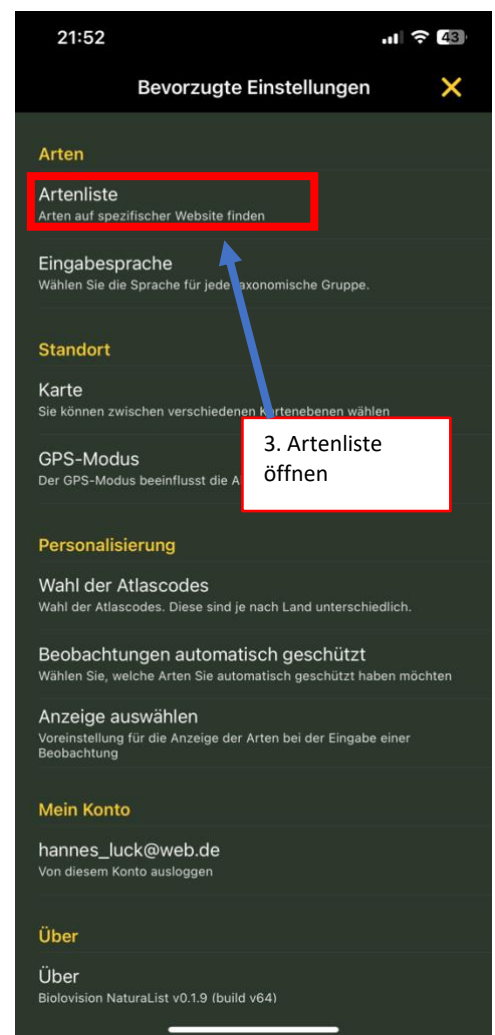 21:52
43
Bevorzugte Einstellungen
Arten
Artenliste
Arten auf spezifischer Website finden
Eingabesprache
Wählen Sie die Sprache für jede taxonomische Gruppe.
Standort
Karte
Sie können zwischen verschiedenen Kartenebenen wählen
GPS-Modus
Der GPS-Modus beeinflusst die
3. Artenliste
öffnen
Personalisierung
Wahl der Atlascodes
Wahl der Atlascodes. Diese sind je nach Land unterschiedlich.
Beobachtungen automatisch geschützt
Wählen Sie, welche Arten Sie automatisch geschützt haben möchten
Anzeige auswählen
Voreinstellung für die Anzeige der Arten bei der Eingabe einer
Beobachtung
Mein Konto
hannes_luck@web.de
Von diesem Konto ausloggen
Über
Über
Biolovision NaturaList v0.1.9 (build v64)